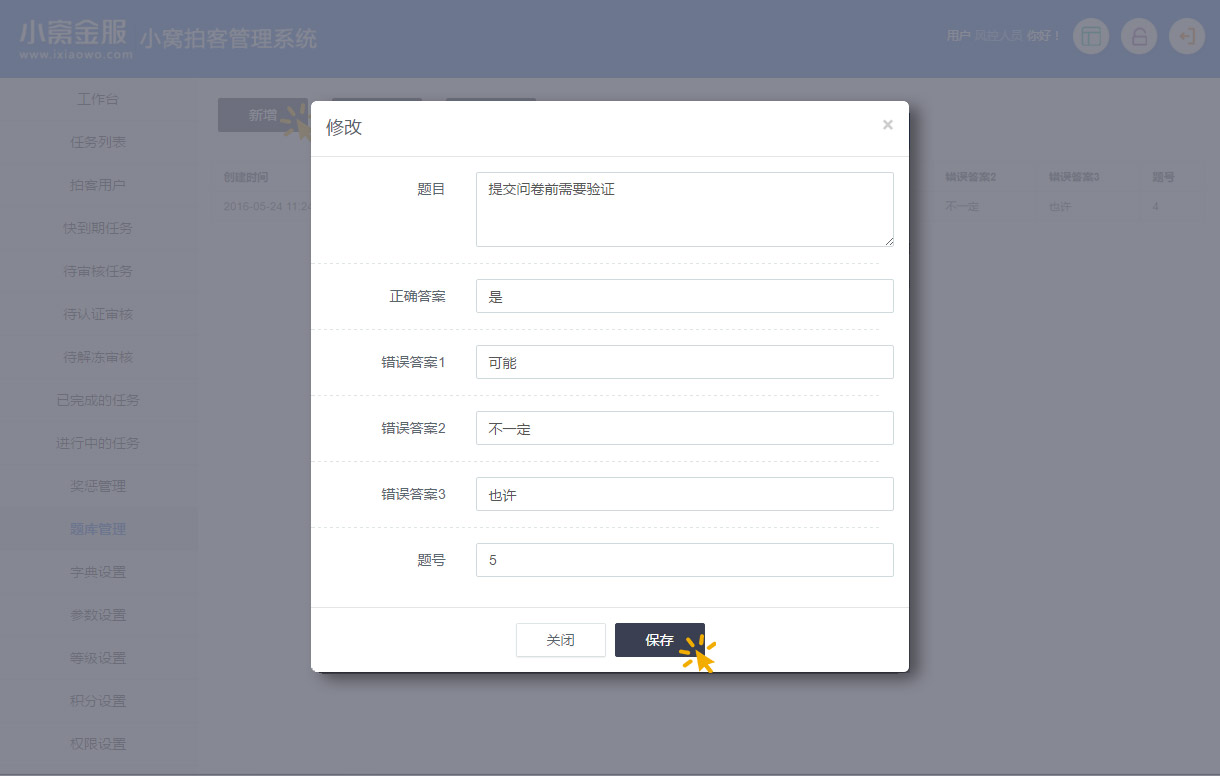 小窝金服
www.ixiaowo.com
小窝拍客管理系统
用户 风控人员 你好！
工作台
任务列表
拍客用户
快到期任务
待审核任务
待认证审核
待解冻审核
已完成的任务
进行中的任务
奖惩管理
题库管理
字典设置
参数设置
等级设置
积分设置
权限设置
新增
创建时间
错误答案2
错误答案3
题号
2016-05-24 11:24
不一定
也许
4
修改
×
题目
提交问卷前需要验证
正确答案
是
错误答案1
可能
错误答案2
不一定
错误答案3
也许
题号
5
关闭
保存